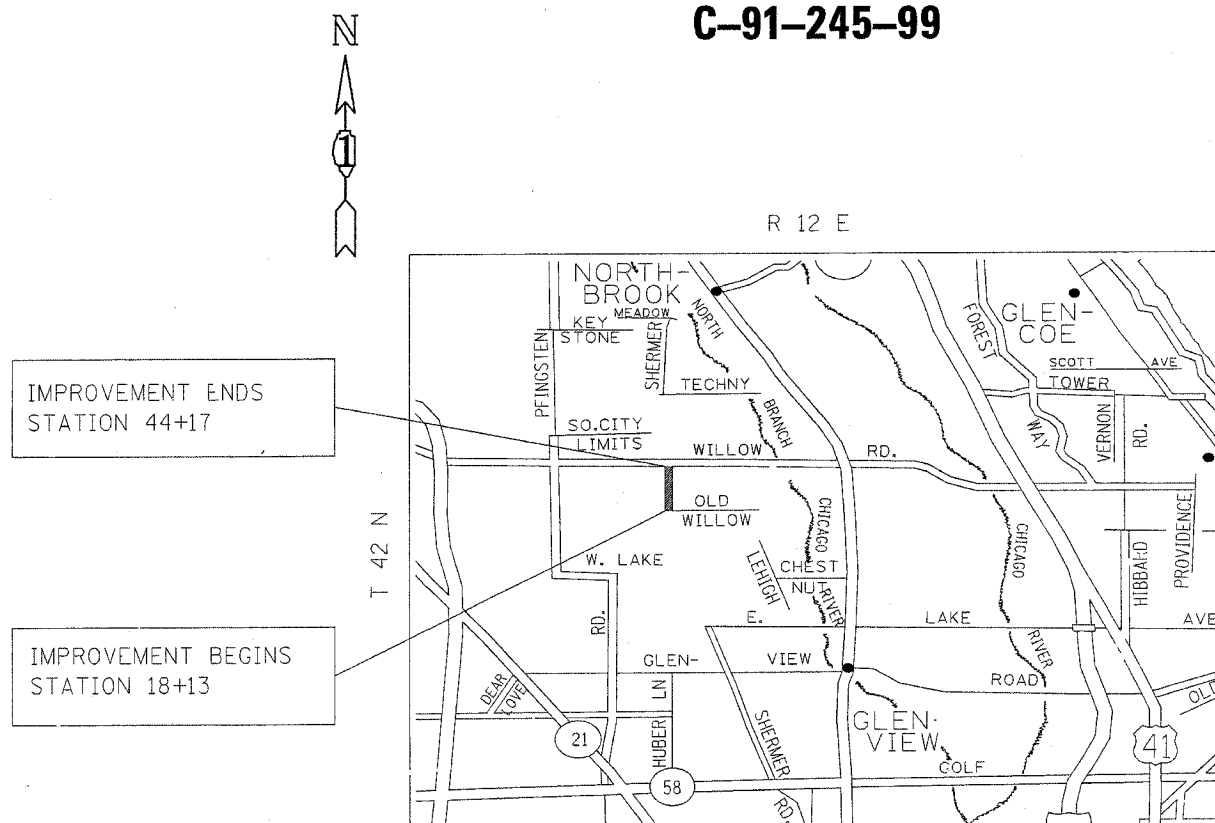 C–91–245–99
N
1
R 12 E
T 42 N
IMPROVEMENT ENDS
STATION 44+17
IMPROVEMENT BEGINS
STATION 18+13
NORTH-
BROOK
MEADOW
KEY
STONE
PFINGSTEN
SHERMER
NORTH
TECHNY
BRANCH
SO.CITY
LIMITS
WILLOW
RD.
OLD
WILLOW
CHICAGO
W. LAKE
RD.
LEHIGH
CHEST
NUT
RIVER
E.
LAKE
AVE
GLEN-
VIEW
ROAD
DEAR
LOVE
HUBER LN
SHERMER
RD.
21
58
GLEN-
VIEW
GOLF
FOREST
WAY
GLEN-
COE
SCOTT AVE
TOWER
VERNON
RD.
CHICAGO
RIVER
HIBBARD
PROVIDENCE
OLD
41